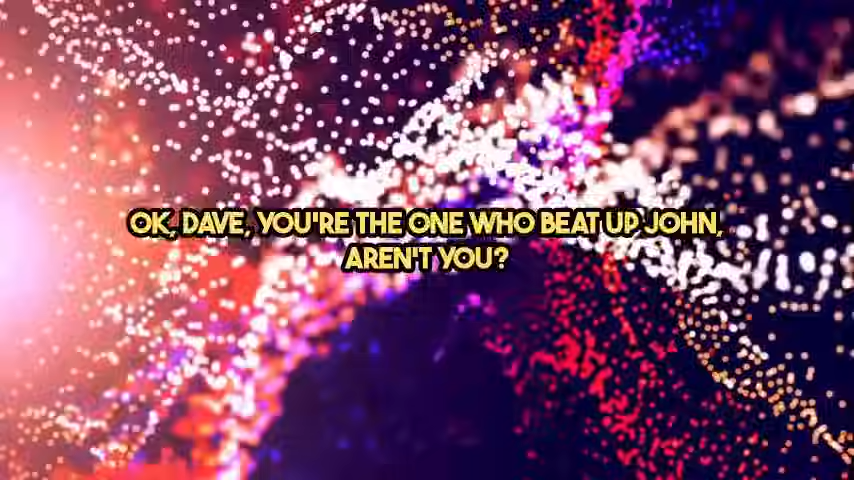 OK, DAVE, YOU'RE THE ONE WHO BEAT UP JOHN,
AREN'T YOU?